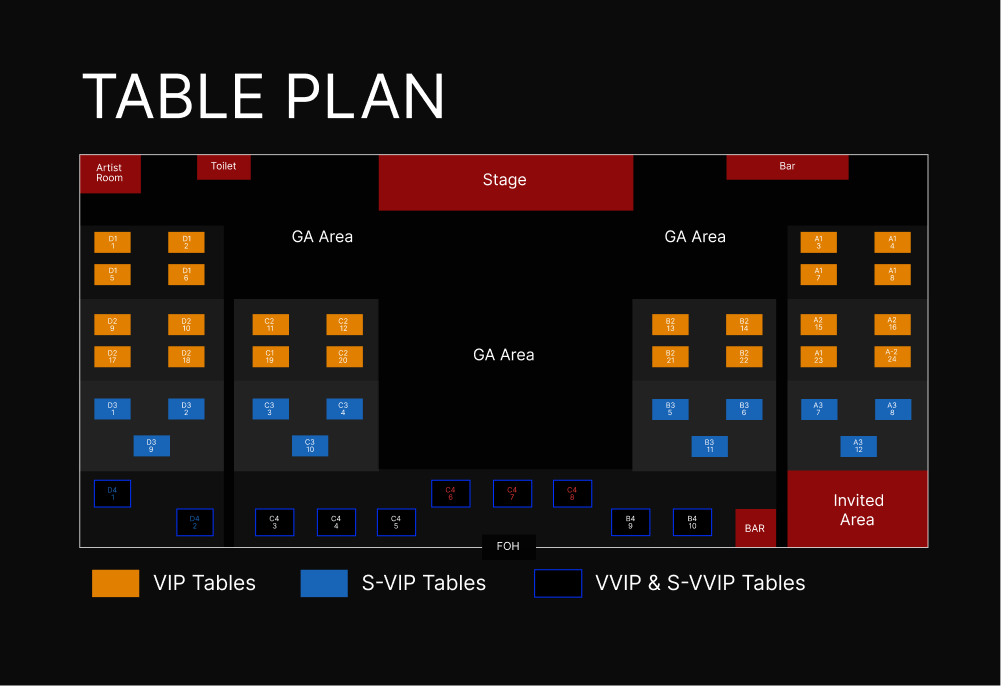 TABLE PLAN
Artist
Room
Toilet
Stage
Bar
GA Area
GA Area
D1
1
D1
2
A1
3
A1
4
D1
5
D1
6
A1
7
A1
8
D2
9
D2
10
C2
11
C2
12
B2
13
B2
14
A2
15
A2
16
GA Area
D2
17
D2
18
C1
19
C2
20
B2
21
B2
22
A1
23
A-2
24
D3
1
D3
2
C3
3
C3
4
B3
5
B3
6
A3
7
A3
8
D3
9
C3
10
B3
11
A3
12
D4
1
C4
6
C4
7
C4
8
Invited
Area
D4
2
C4
3
C4
4
C4
5
B4
9
B4
10
BAR
FOH
VIP Tables
S-VIP Tables
VVIP & S-VVIP Tables